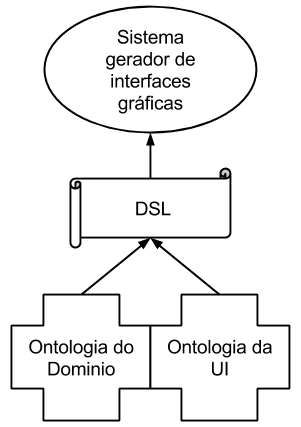 Sistema
gerador de
interfaces
gráficas
DSL
Ontologia do
Dominio
Ontologia da
UI